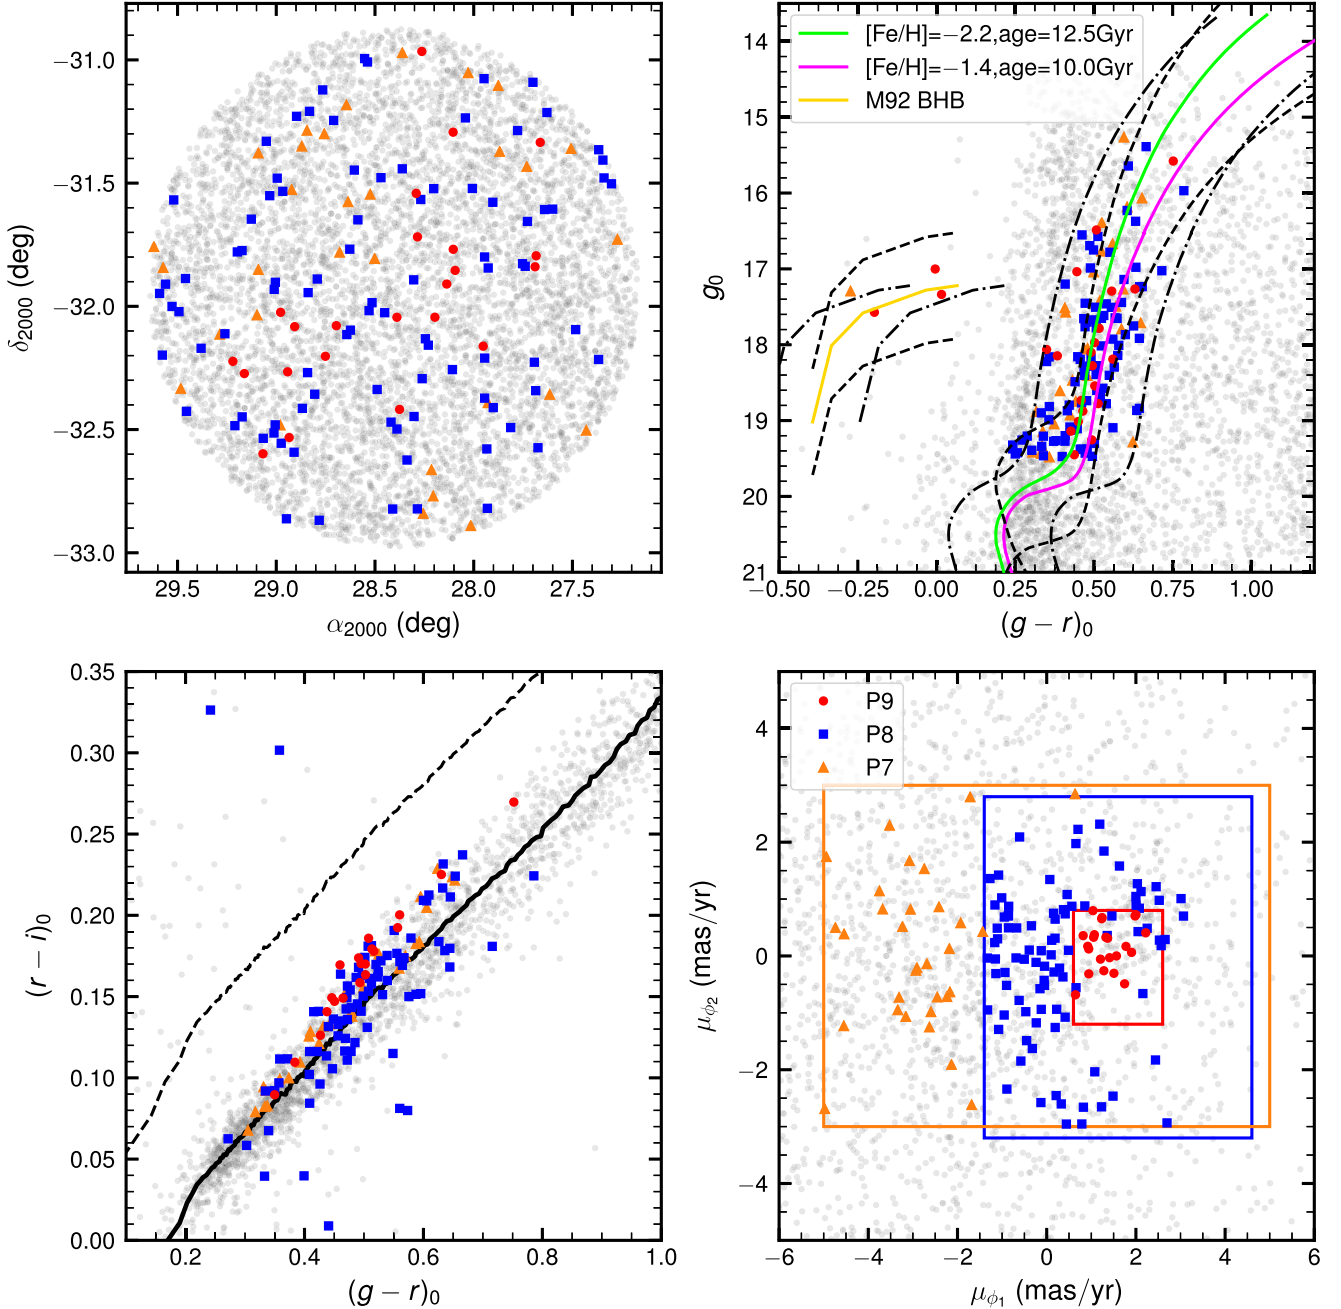 −31.0
−31.5
−32.0
−32.5
−33.0
δ2000 (deg)
29.5 29.0 28.5 28.0 27.5
α2000 (deg)
[Fe/H]=−2.2,age=12.5Gyr
[Fe/H]=−1.4,age=10.0Gyr
M92 BHB
14
15
16
17
18
19
20
21
g0
−0.50 −0.25 0.00 0.25 0.50 0.75 1.00
(g − r)0
0.35
0.30
0.25
0.20
0.15
0.10
0.05
0.00
(r − i)0
0.2 0.4 0.6 0.8 1.0
(g − r)0
P9
P8
P7
4
2
0
−2
−4
μϕ2 (mas/yr)
−6 −4 −2 0 2 4 6
μϕ1 (mas/yr)